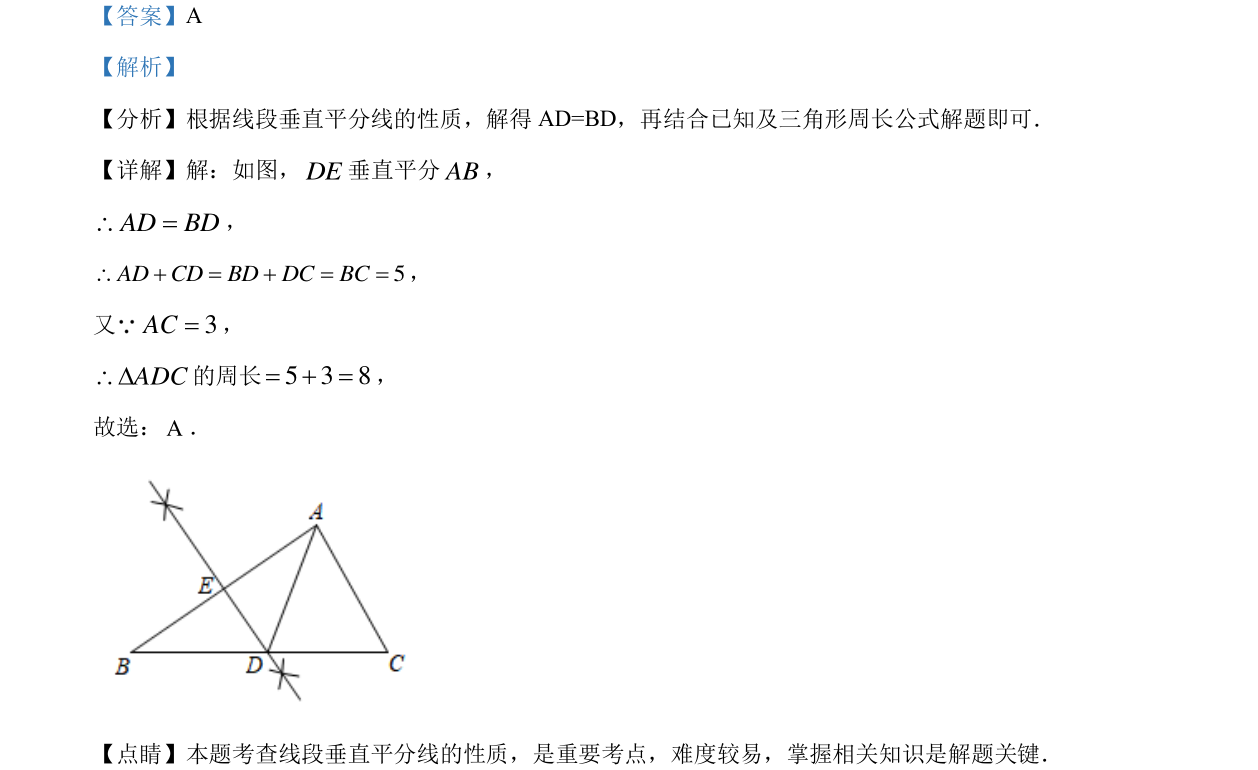 【答案】A
【解析】
【分析】根据线段垂直平分线的性质，解得 AD=BD，再结合已知及三角形周长公式解题即可．
【详解】解：如图， DE 垂直平分 AB ，
∴ AD = BD ，
∴ AD + CD = BD + DC = BC = 5 ，
又∵ AC = 3 ，
∴ ΔADC 的周长 = 5 + 3 = 8 ，
故选： A ．
A
E
B
D
C
【点睛】本题考查线段垂直平分线的性质，是重要考点，难度较易，掌握相关知识是解题关键．